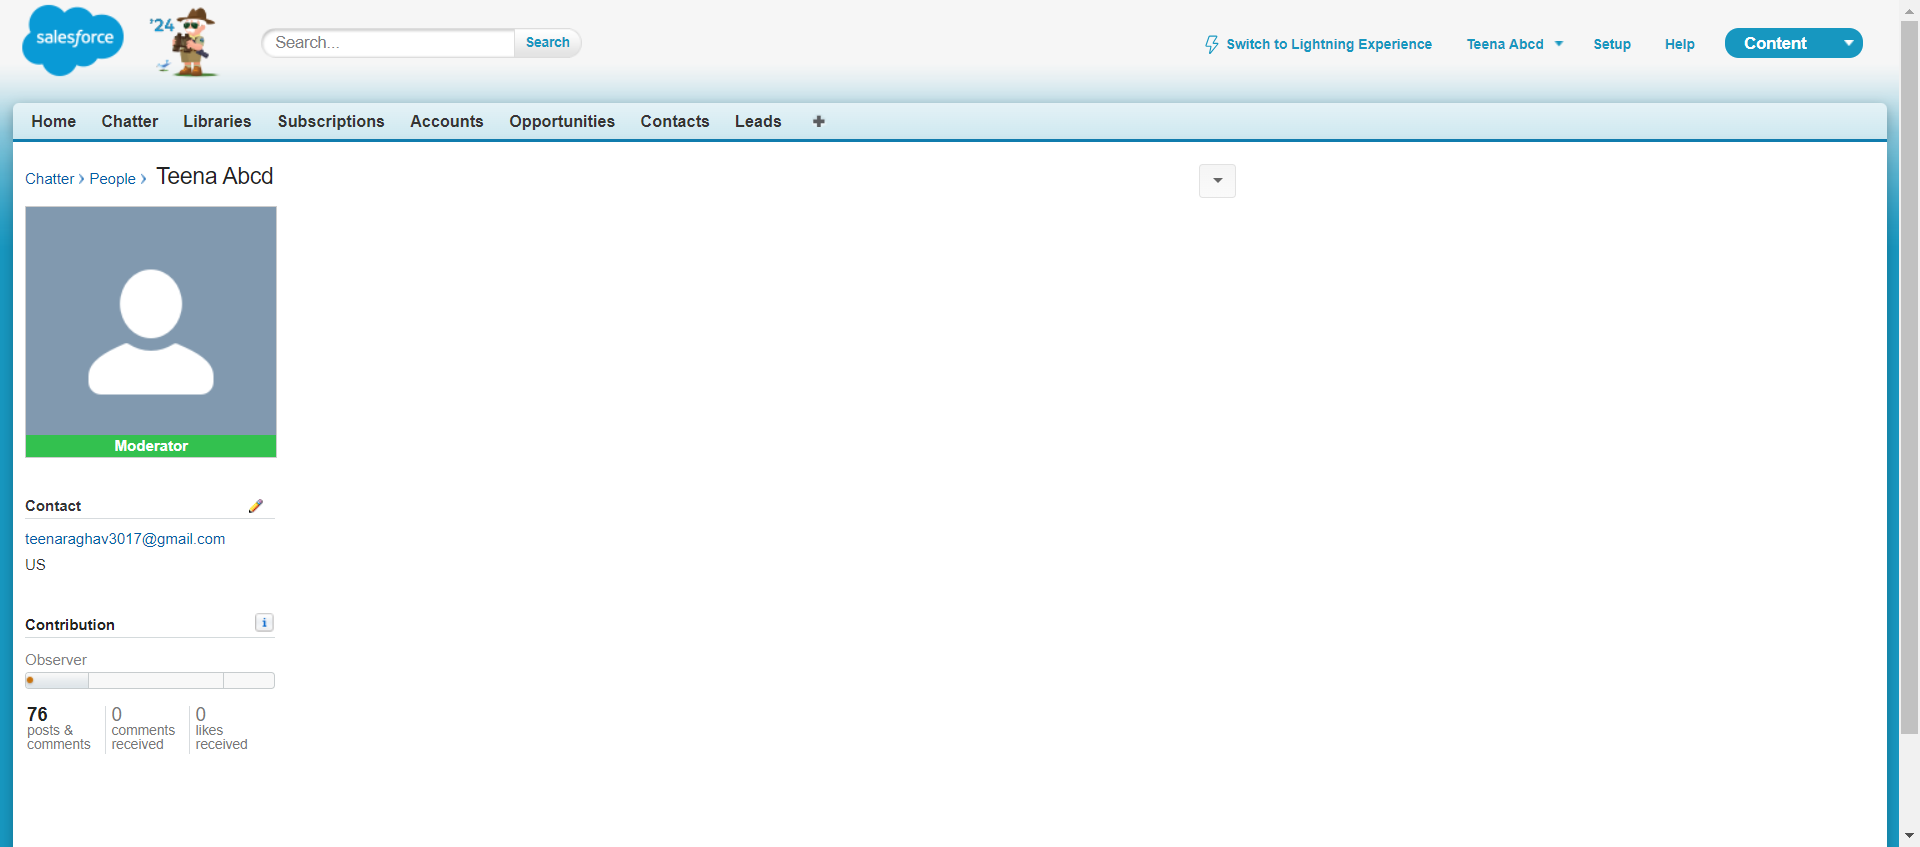 salesforce
'24
Search...
Search
Switch to Lightning Experience
Teena Abcd
Setup
Help
Content
Home
Chatter
Libraries
Subscriptions
Accounts
Opportunities
Contacts
Leads
Chatter › People › Teena Abcd
Moderator
Contact
teenaraghav3017@gmail.com
US
Contribution
i
Observer
76
posts &
comments
0
comments
received
0
likes
received